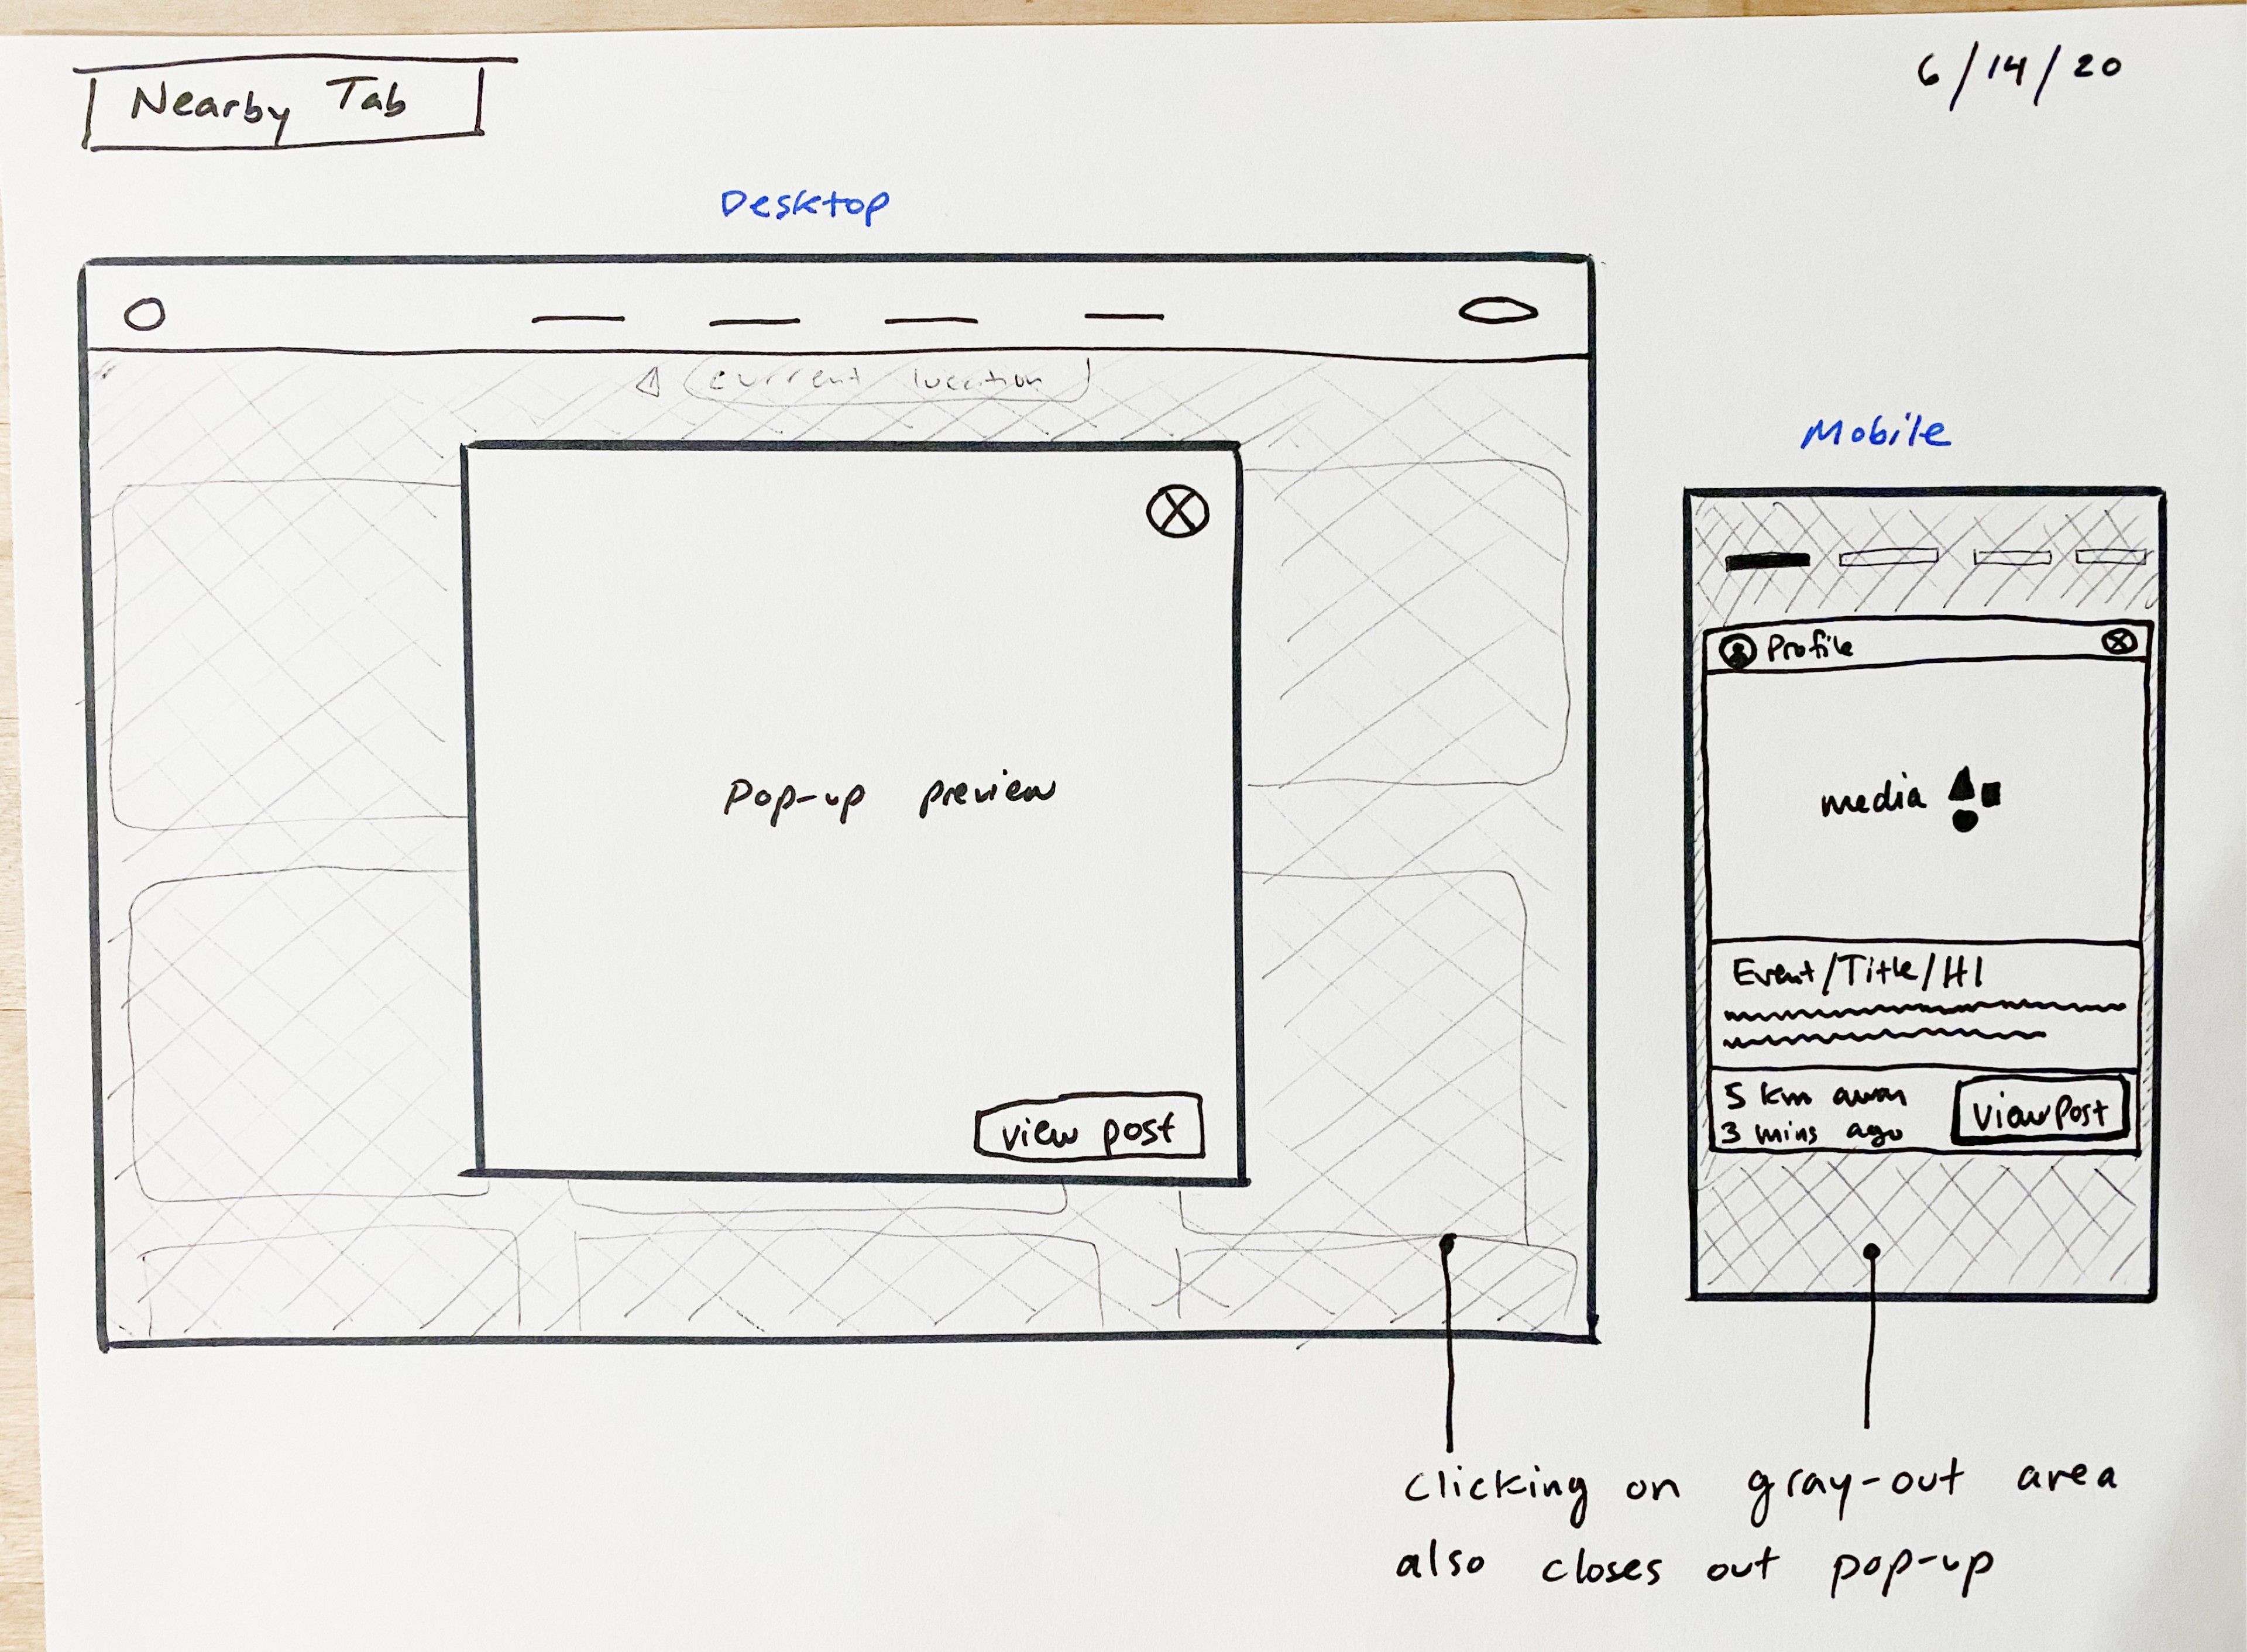 Nearby Tab
6/14/20
Desktop
current location
Pop-up preview
view post
Mobile
Profile
media
Event/Title/H1
5 km away
3 mins ago
view post
clicking on gray-out area
also closes out pop-up